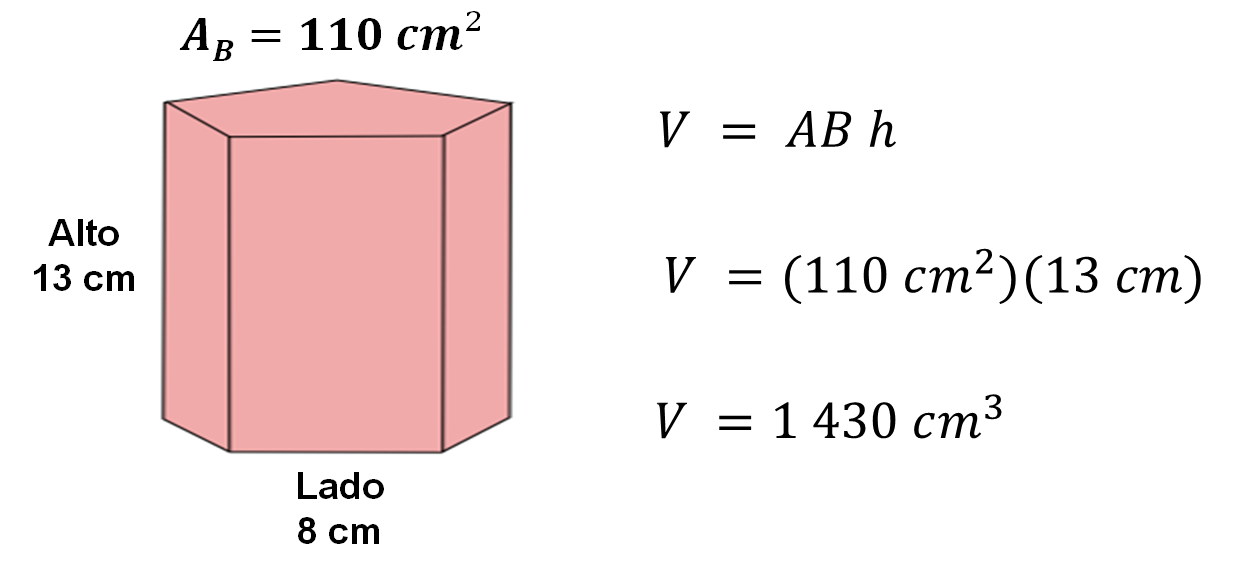 A_B = 110 cm²
V = AB h
Alto
13 cm
V = (110 cm²)(13 cm)
V = 1 430 cm³
Lado
8 cm